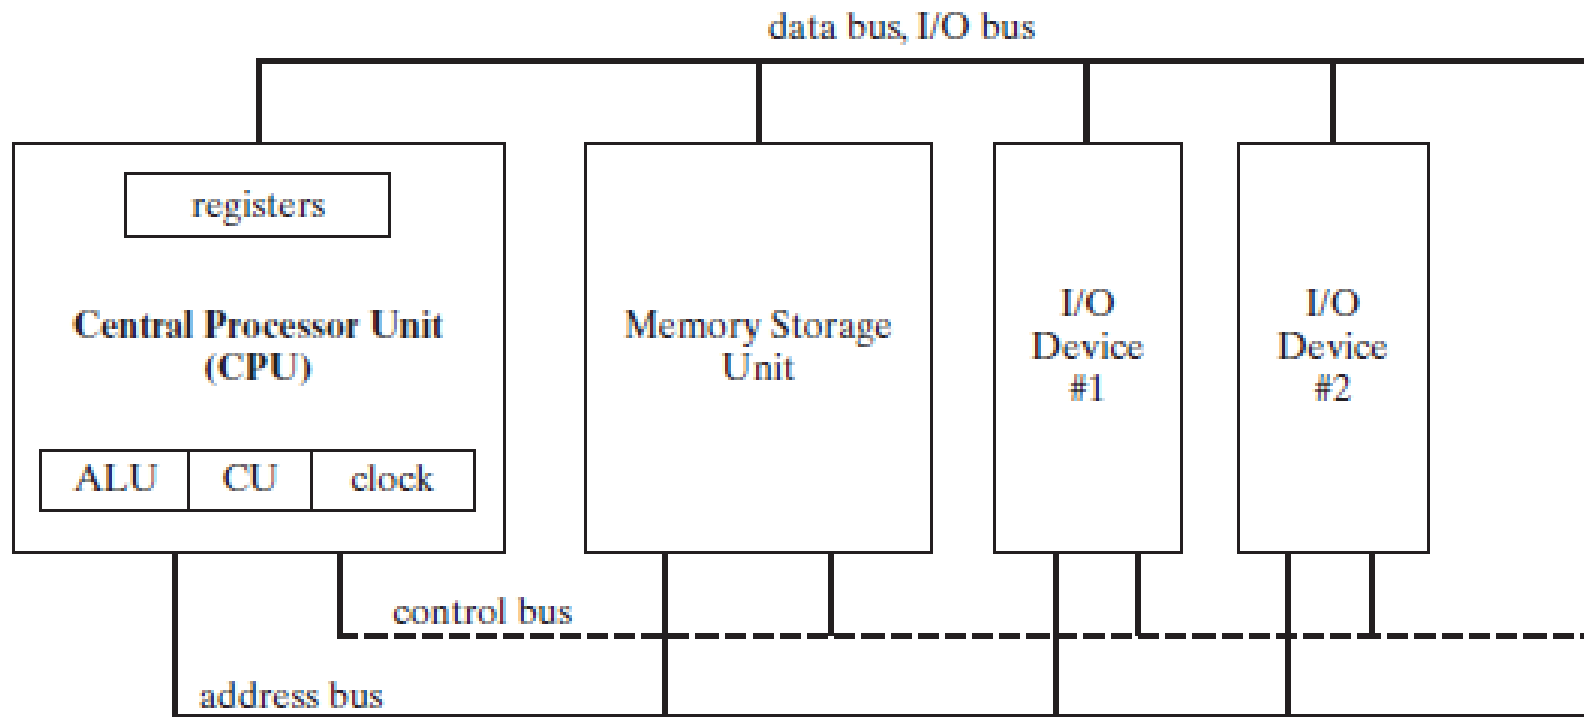 data bus, I/O bus
registers
Central Processor Unit
(CPU)
ALU CU clock
Memory Storage
Unit
I/O
Device
#1
I/O
Device
#2
control bus
address bus